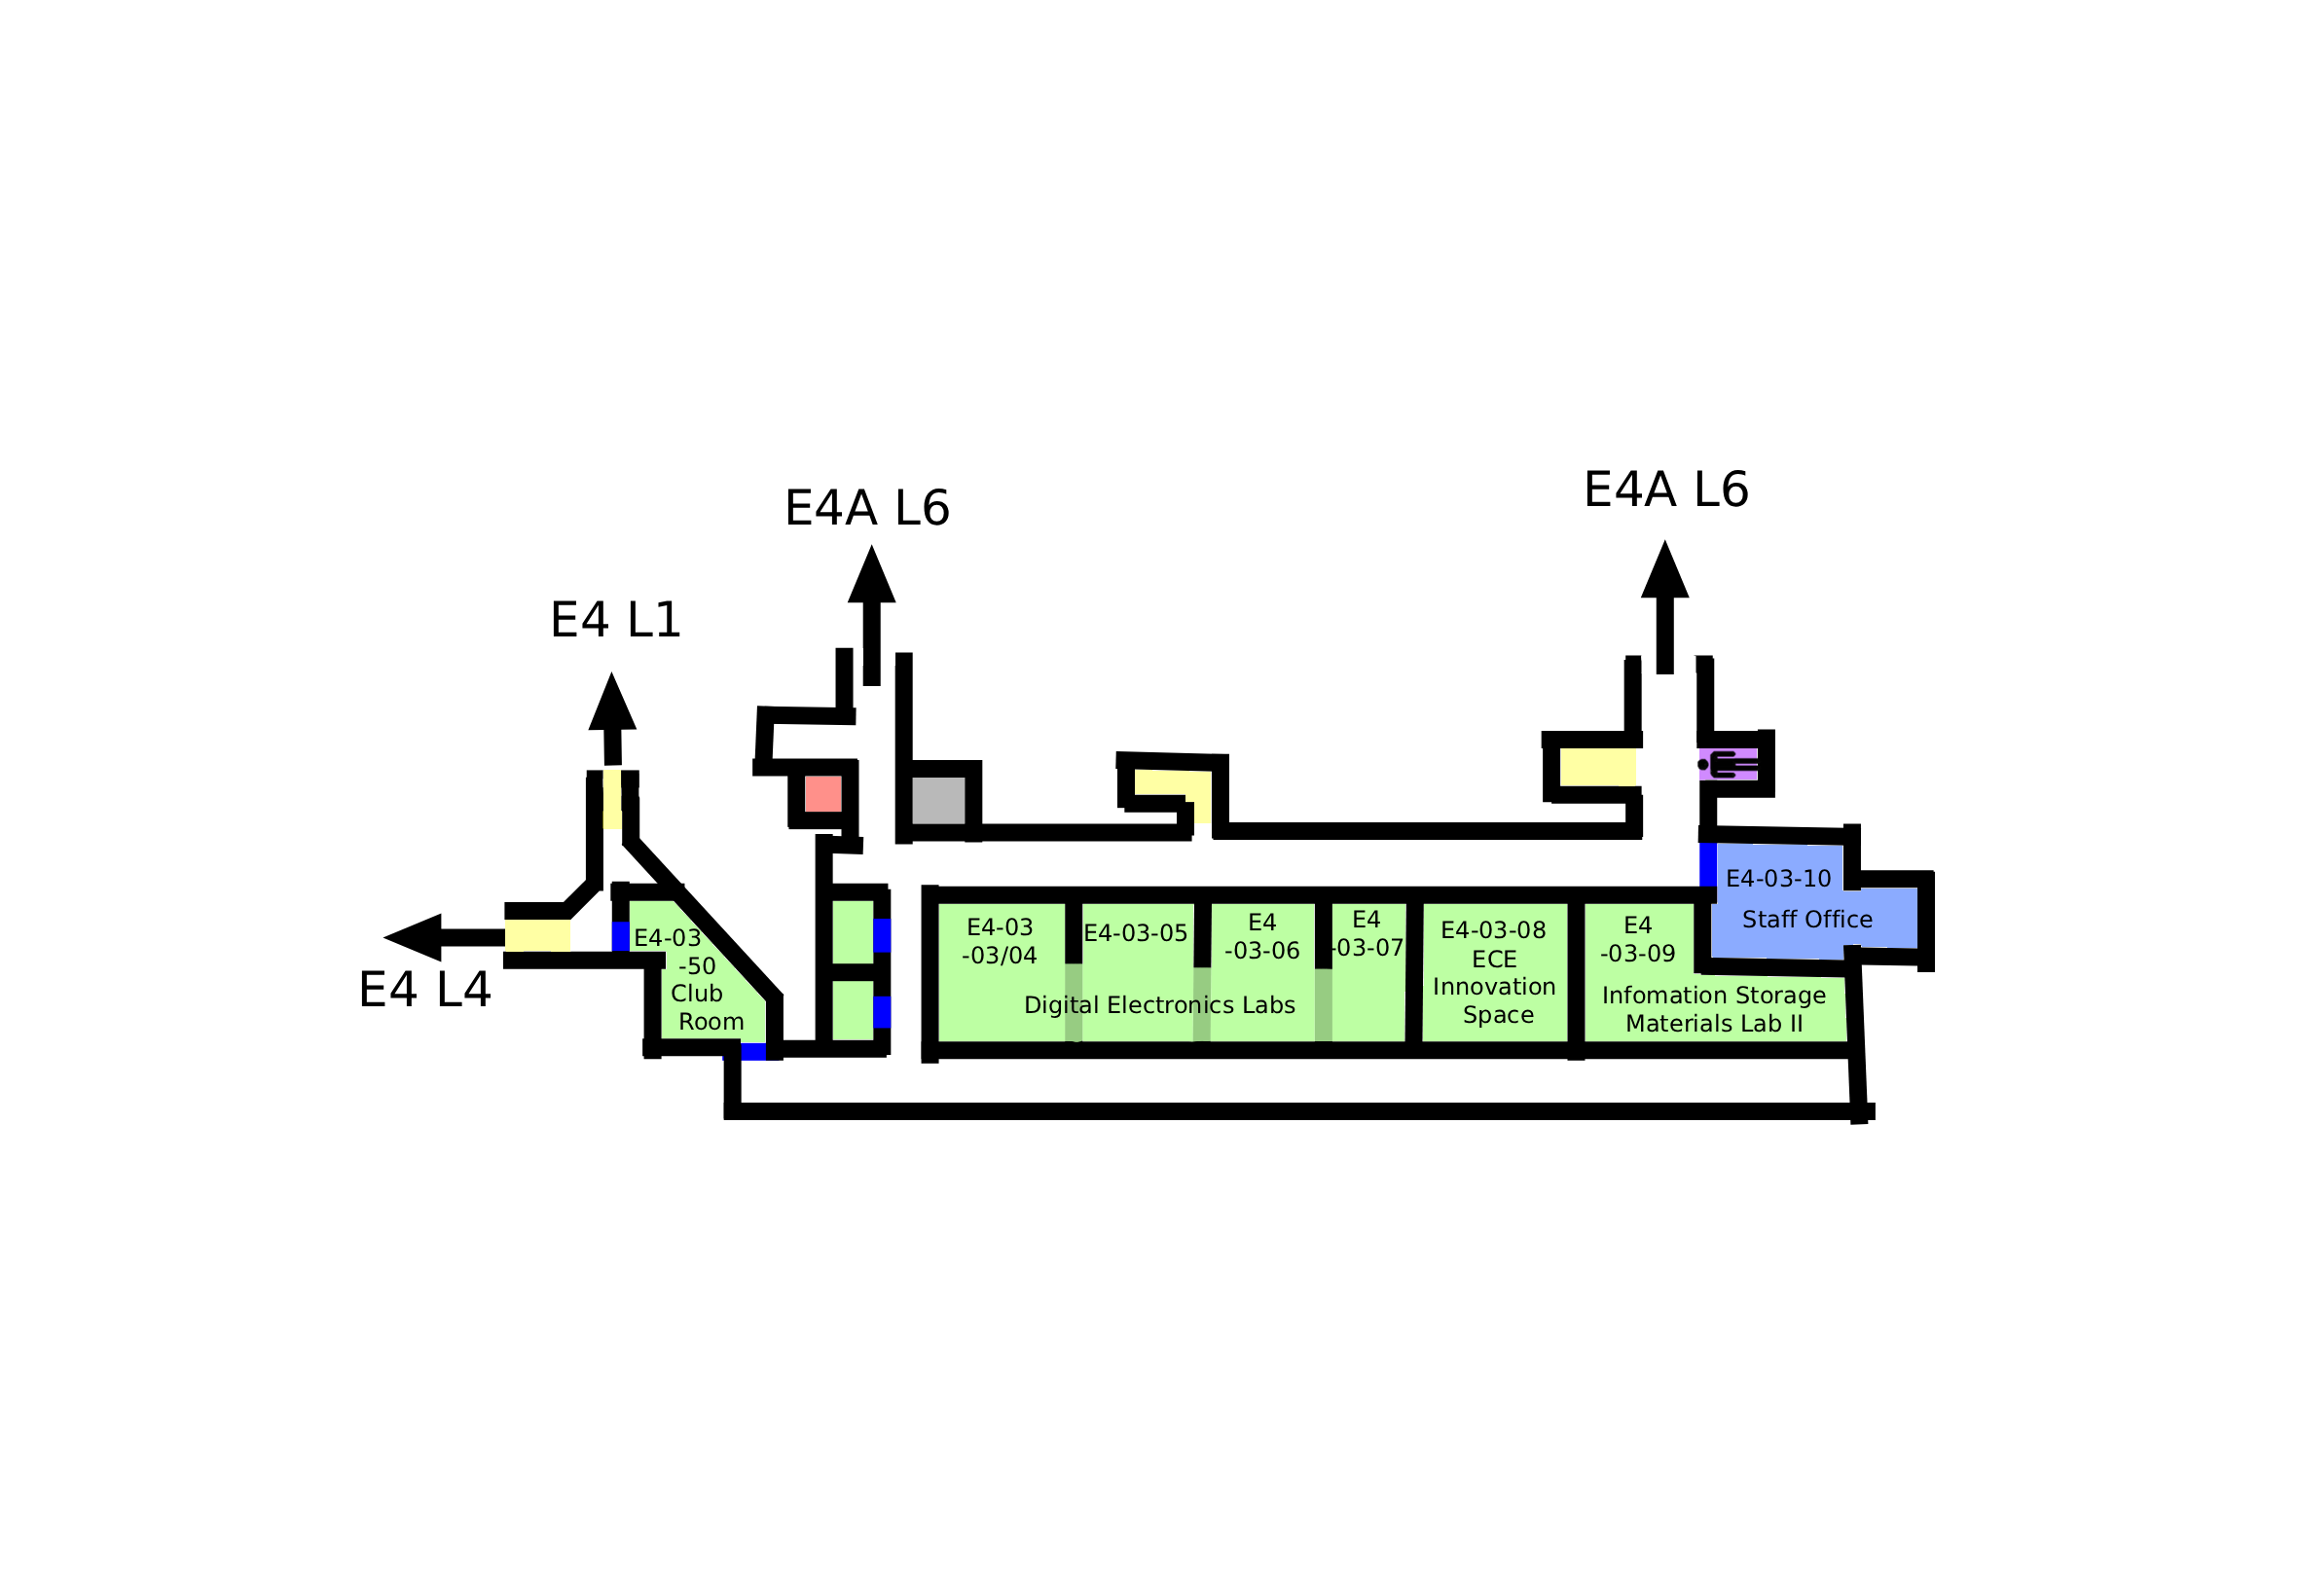 E4A L6
E4A L6
E4 L1
E4 L4
E4-03
-50
Club
Room
E4-03
-03/04
E4-03-05
E4
-03-06
E4
-03-07
Digital Electronics Labs
E4-03-08
ECE
Innovation
Space
E4
-03-09
Infomation Storage
Materials Lab II
E4-03-10
Staff Office